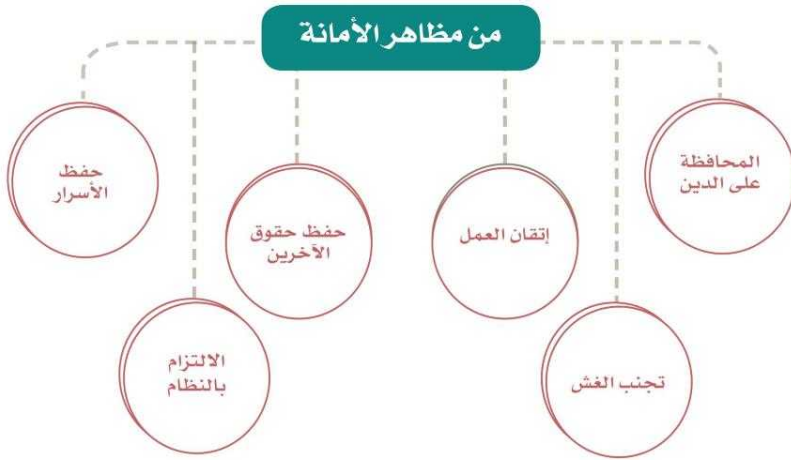 من مظاهر الأمانة
المحافظة
على الدين
تجنب الغش
إتقان العمل
حفظ حقوق
الآخرين
الالتزام
بالنظام
حفظ
الأسرار